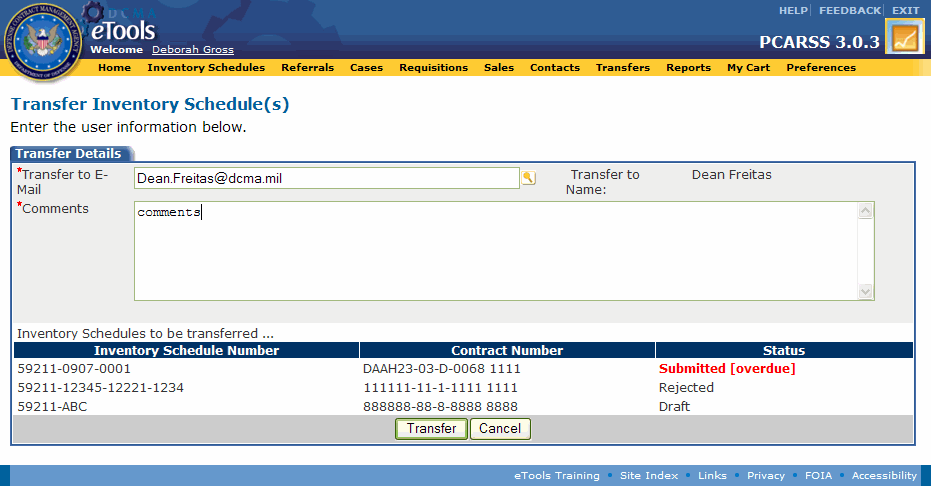 HELP FEEDBACK EXIT
DCMA
eTools
Welcome Deborah Gross
PCARSS 3.0.3
Home Inventory Schedules Referrals Cases Requisitions Sales Contacts Transfers Reports My Cart Preferences
Transfer Inventory Schedule(s)
Enter the user information below.
Transfer Details
*Transfer to E-
Mail
Dean.Freitas@dcma.mil
Transfer to
Name:
Dean Freitas
*Comments
comments
Inventory Schedules to be transferred ...
Inventory Schedule Number Contract Number Status
59211-0907-0001 DAAH23-03-D-0068 1111 Submitted [overdue]
59211-12345-12221-1234 111111-11-1-1111 1111 Rejected
59211-ABC 888888-88-8-8888 8888 Draft
Transfer Cancel
eTools Training • Site Index • Links • Privacy • FOIA • Accessibility